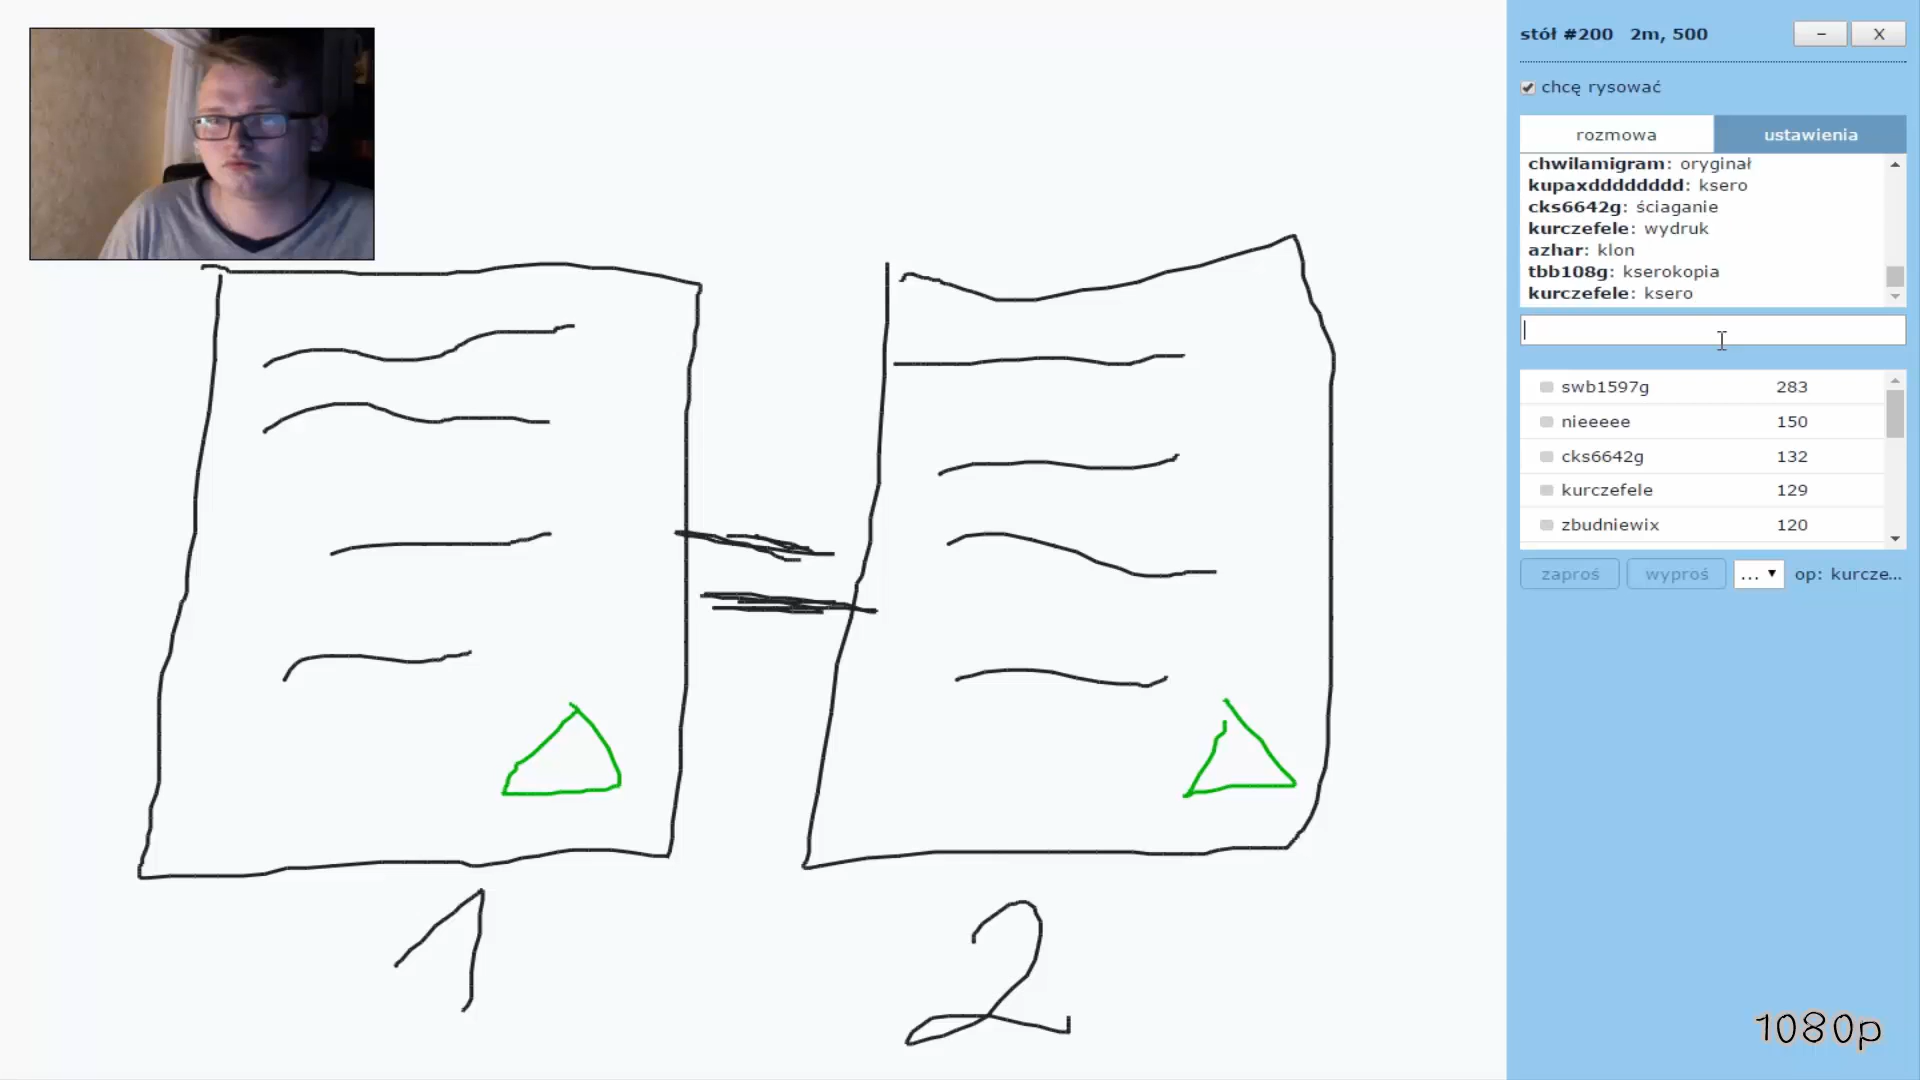 stół #200 2m, 500
– X
chcę rysować
rozmowa ustawienia
chwilamigram: oryginał
kupaxdddddddd: ksero
cks6642g: ściaganie
kurczefele: wydruk
azhar: klon
tbb108g: kserokopia
kurczefele: ksero
swb1597g 283
nieeeee 150
cks6642g 132
kurczefele 129
zbudniewix 120
zaproś wyproś ... op: kurcze...
1 2
1080p